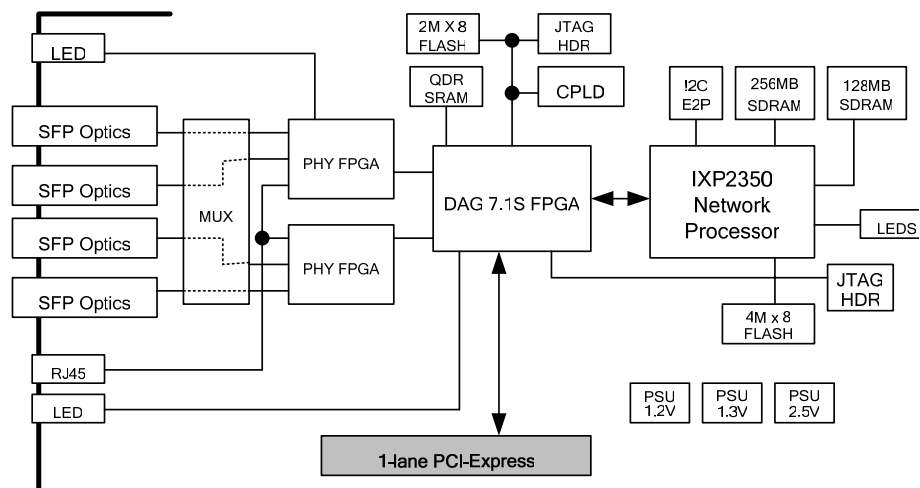 LED
2M X 8
FLASH
JTAG
HDR
QDR
SRAM
CPLD
I2C
E2P
256MB
SDRAM
128MB
SDRAM
SFP Optics
SFP Optics
SFP Optics
SFP Optics
MUX
PHY FPGA
PHY FPGA
DAG 7.1S FPGA
IXP2350
Network
Processor
LEDS
JTAG
HDR
4M x 8
FLASH
RJ45
LED
PSU
1.2V
PSU
1.3V
PSU
2.5V
1-lane PCI-Express